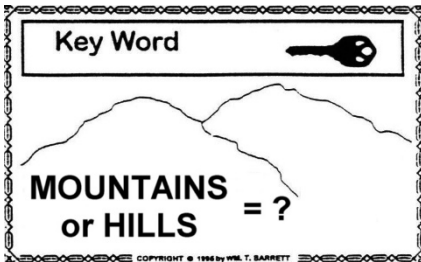 Key Word
MOUNTAINS
or HILLS
= ?
COPYRIGHT © 1996 by WM. T. BARRETT